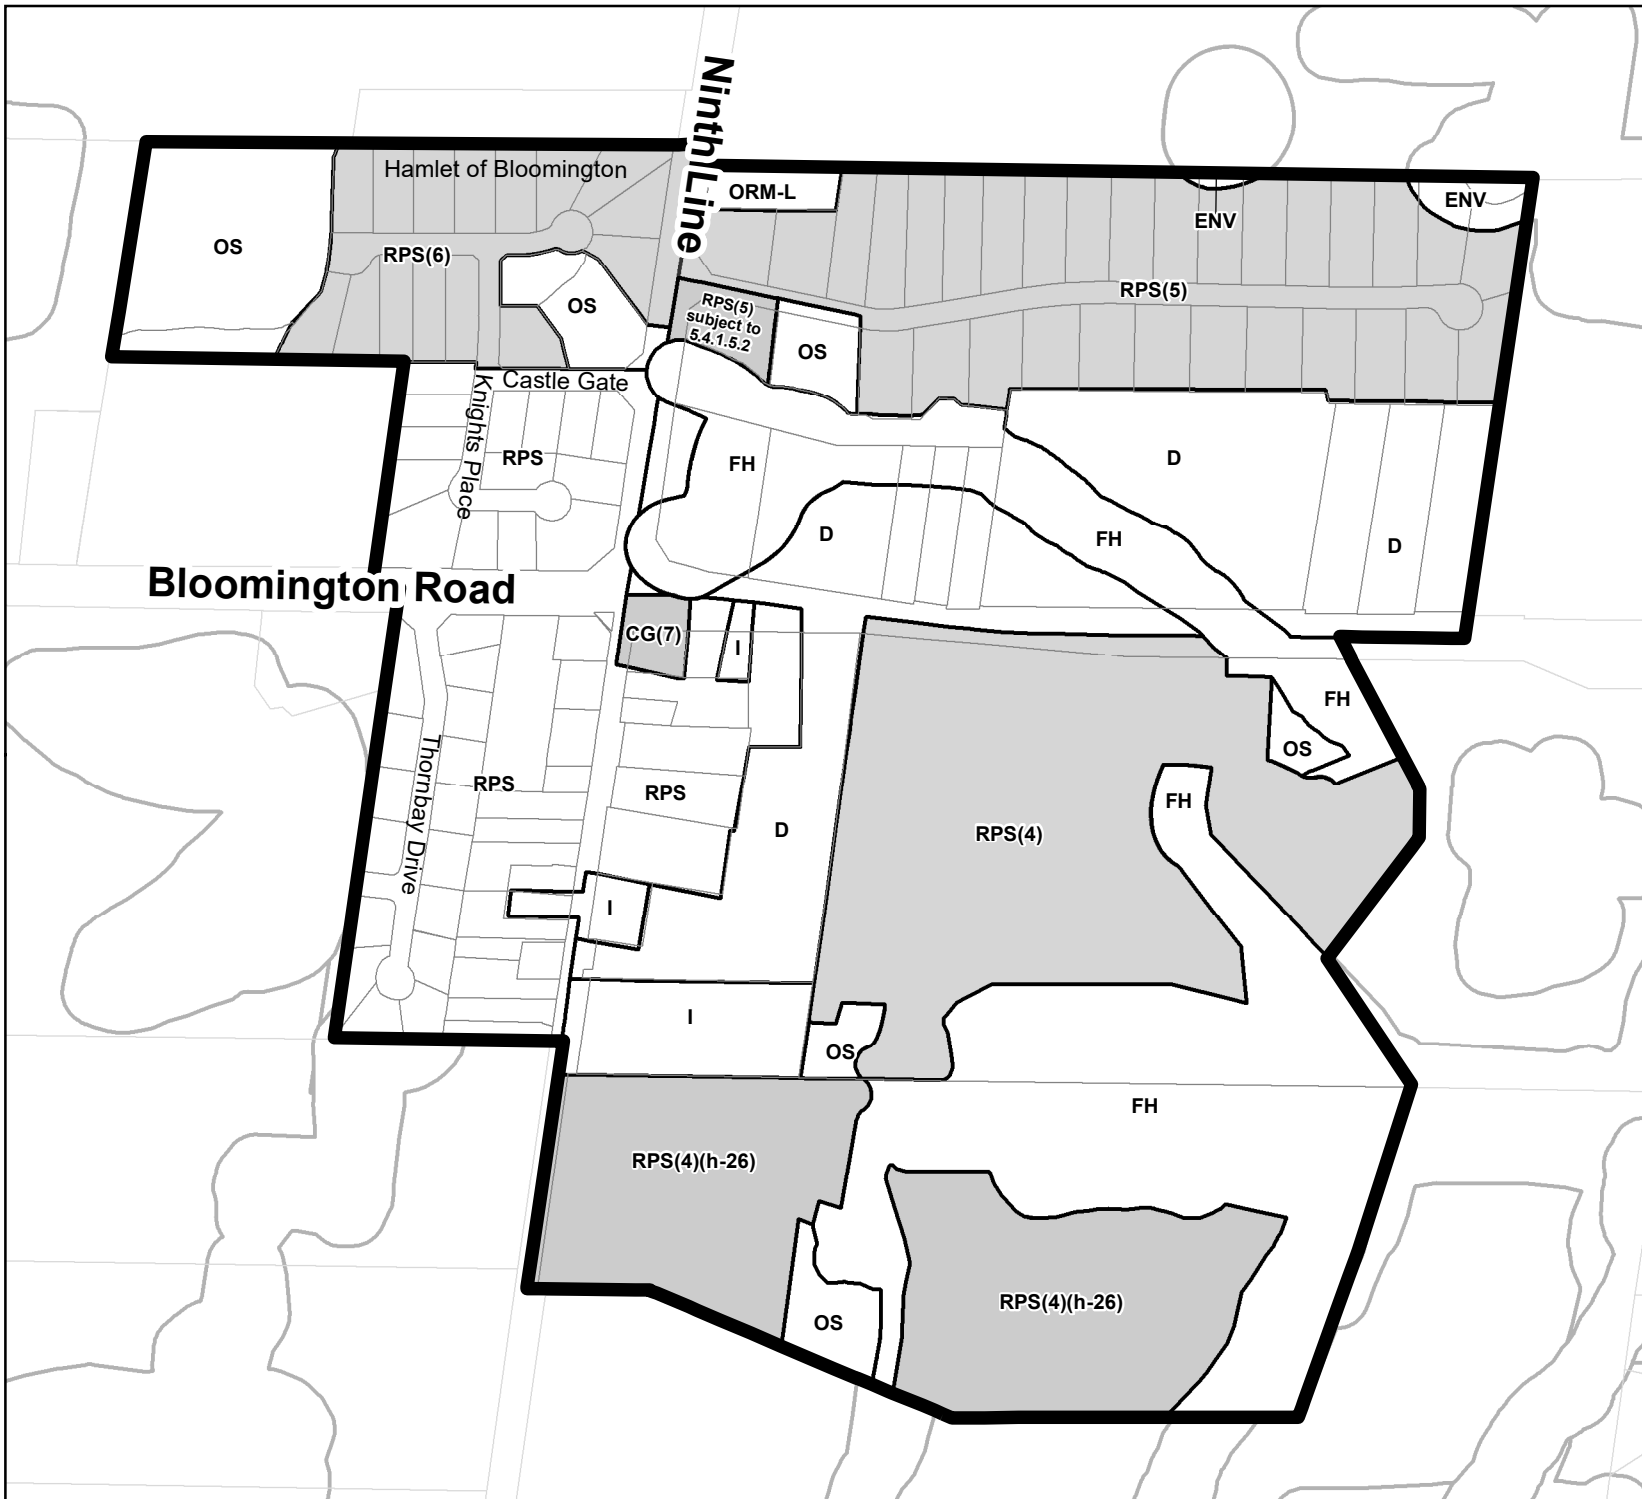 Ninth Line
Hamlet of Bloomington
ORM-L
ENV
ENV
OS
RPS(6)
RPS(5)
OS
RPS(5)
subject to
5.4.1.5.2
OS
Castle Gate
Knights Place
RPS
FH
D
D
FH
D
D
Bloomington Road
CG(7)
I
FH
OS
Thornbay Drive
RPS
RPS
D
RPS(4)
FH
I
I
OS
FH
RPS(4)(h-26)
RPS(4)(h-26)
OS